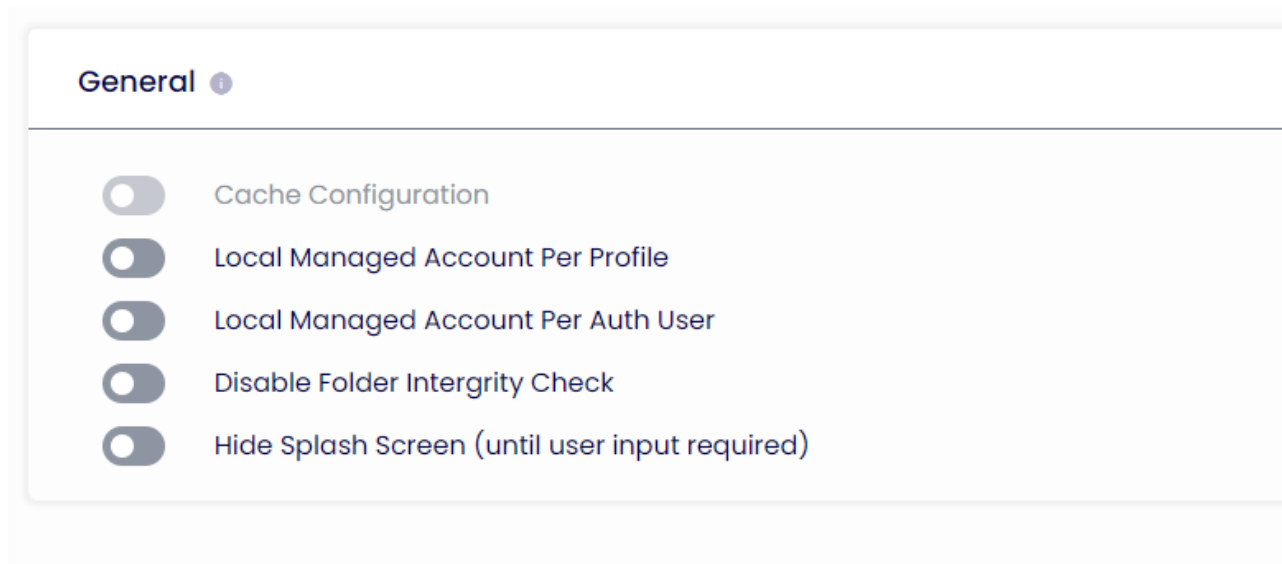 General
Cache Configuration
Local Managed Account Per Profile
Local Managed Account Per Auth User
Disable Folder Intergrity Check
Hide Splash Screen (until user input required)